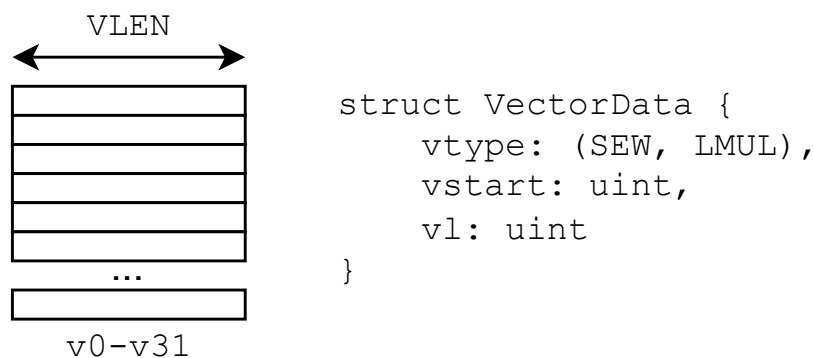 VLEN
...
v0-v31
struct VectorData {
    vtype: (SEW, LMUL),
    vstart: uint,
    vl: uint
}